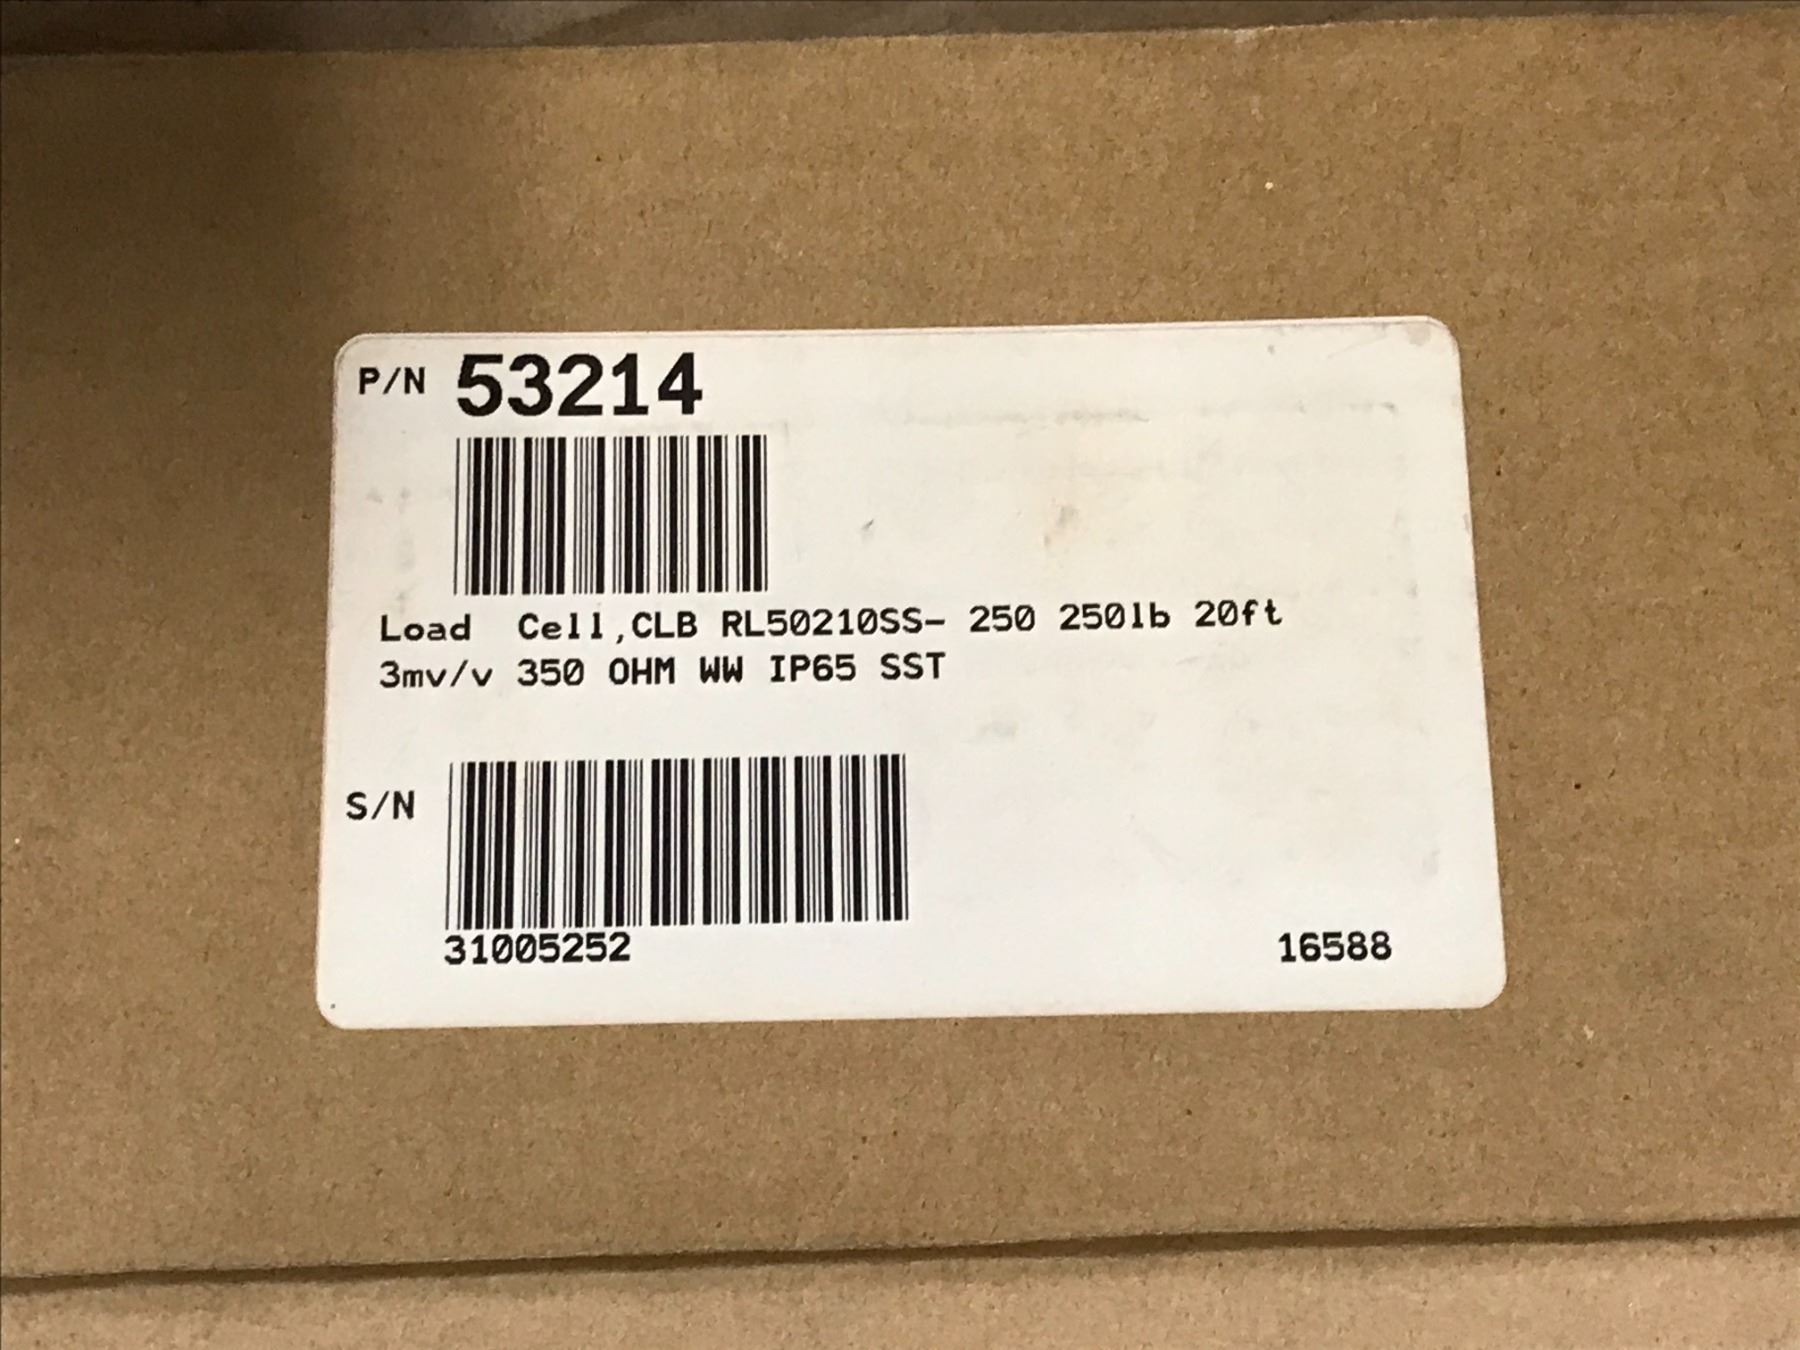 P/N 53214
Load Cell,CLB RL50210SS- 250 250lb 20ft
3mv/v 350 OHM WW IP65 SST
S/N
31005252 16588